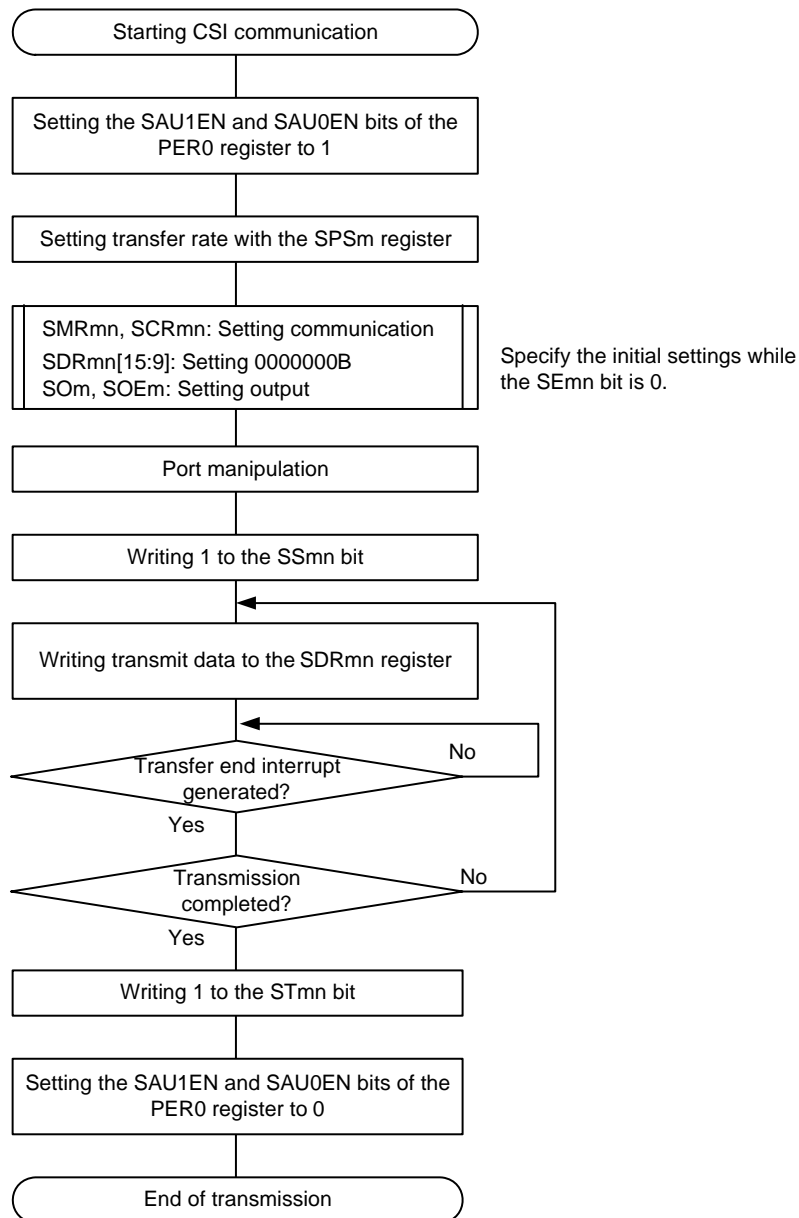 Starting CSI communication
Setting the SAU1EN and SAU0EN bits of the
PER0 register to 1
Setting transfer rate with the SPSm register
SMRmn, SCRmn: Setting communication
SDRmn[15:9]: Setting 0000000B
SOm, SOEm: Setting output
Specify the initial settings while
the SEmn bit is 0.
Port manipulation
Writing 1 to the SSmn bit
Writing transmit data to the SDRmn register
No
Transfer end interrupt
generated?
Yes
No
Transmission
completed?
Yes
Writing 1 to the STmn bit
Setting the SAU1EN and SAU0EN bits of the
PER0 register to 0
End of transmission